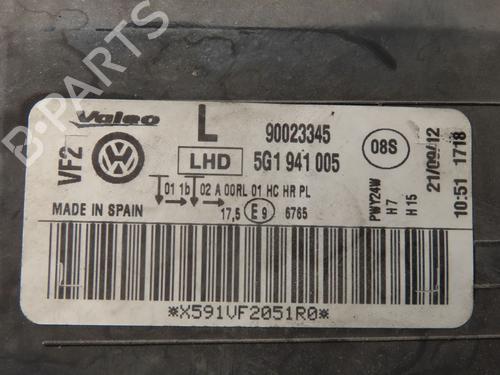 B-PARTS
Valeo
L
90023345
VF2
LHD
5G1 941 005
08S
21/09/12
10:51 1718
01 1b 02 A 00RL 01 HC HR PL
MADE IN SPAIN
17,5 E9 6765
PWY24W
H7
H15
*X591VF2051R0*